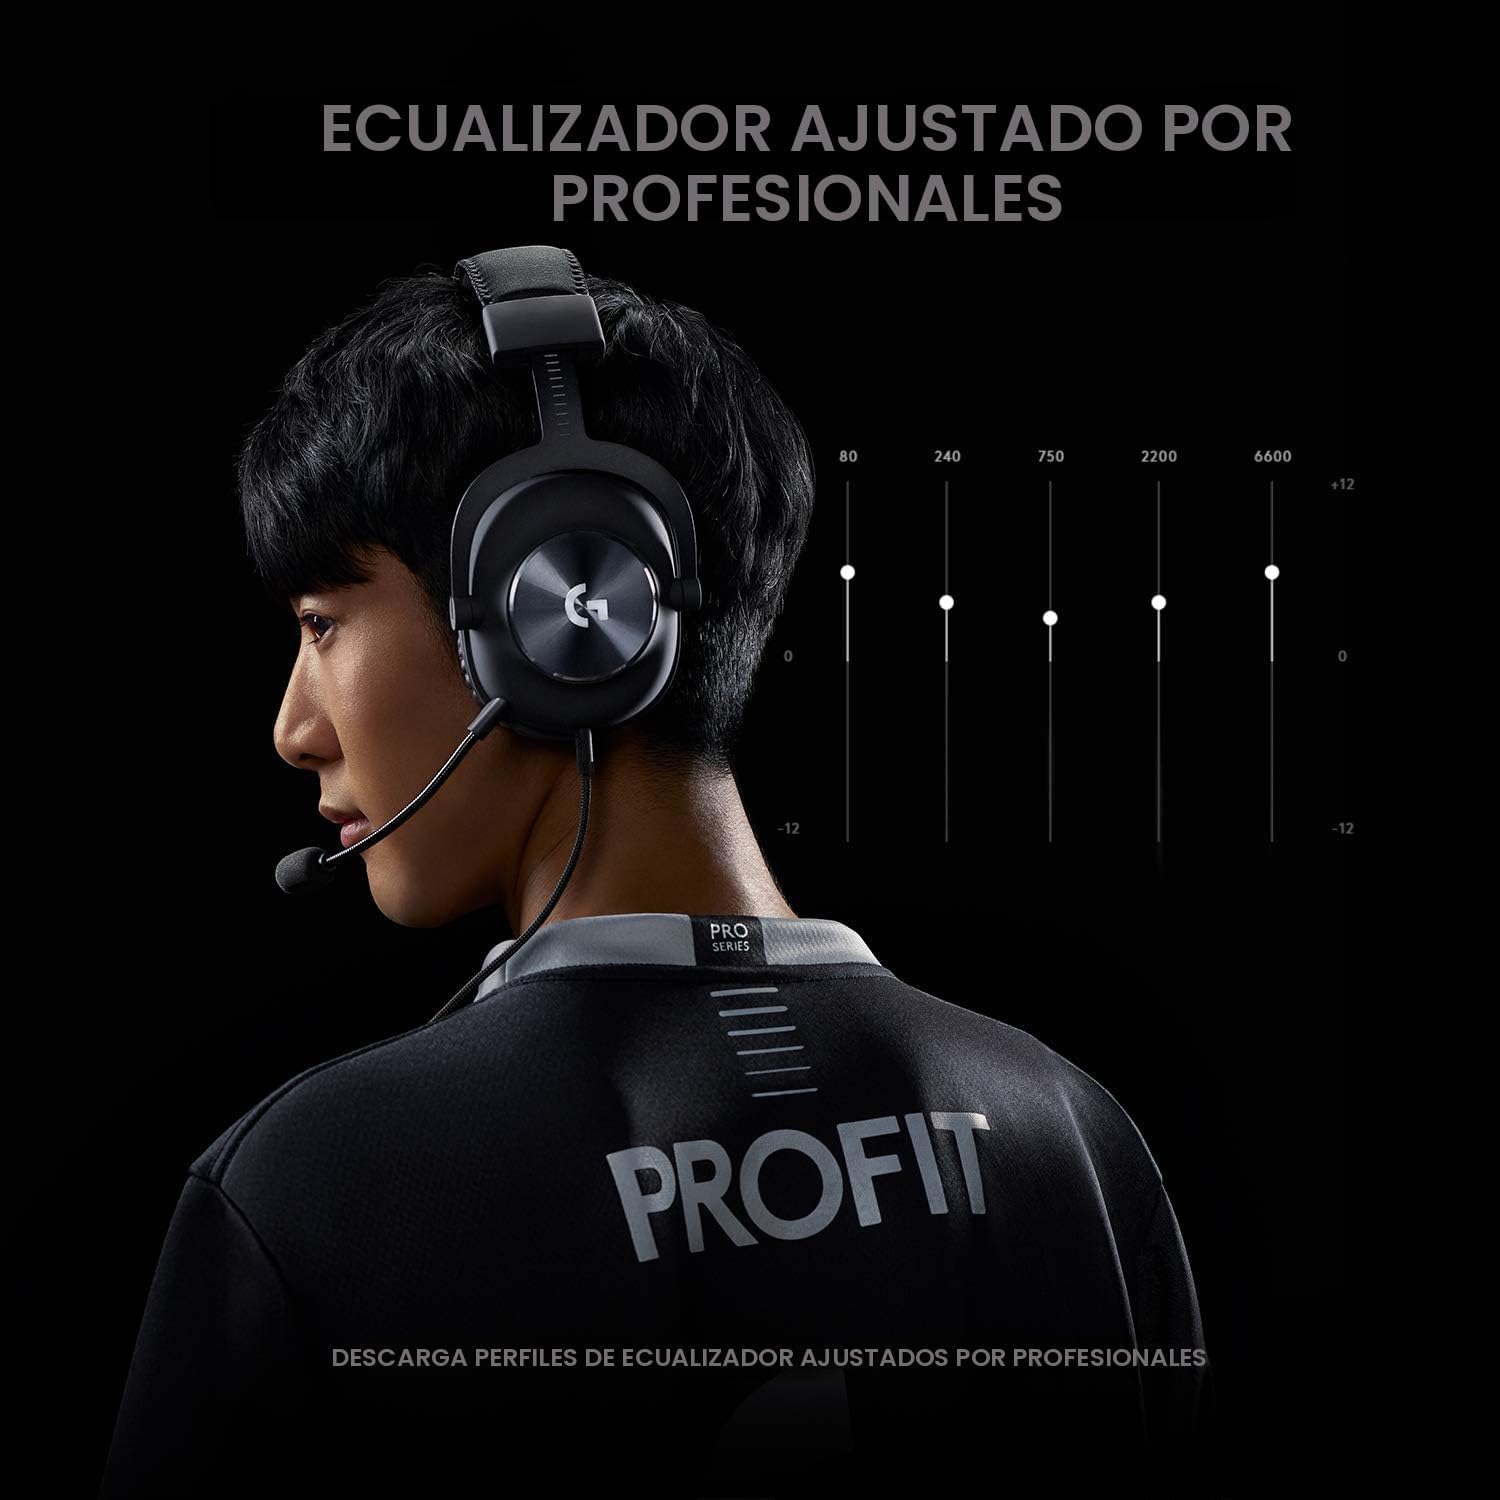 ECUALIZADOR AJUSTADO POR
PROFESIONALES
80 240 750 2200 6600
+12
0 0
-12 -12
PRO
SERIES
PROFIT
DESCARGA PERFILES DE ECUALIZADOR AJUSTADOS POR PROFESIONALES